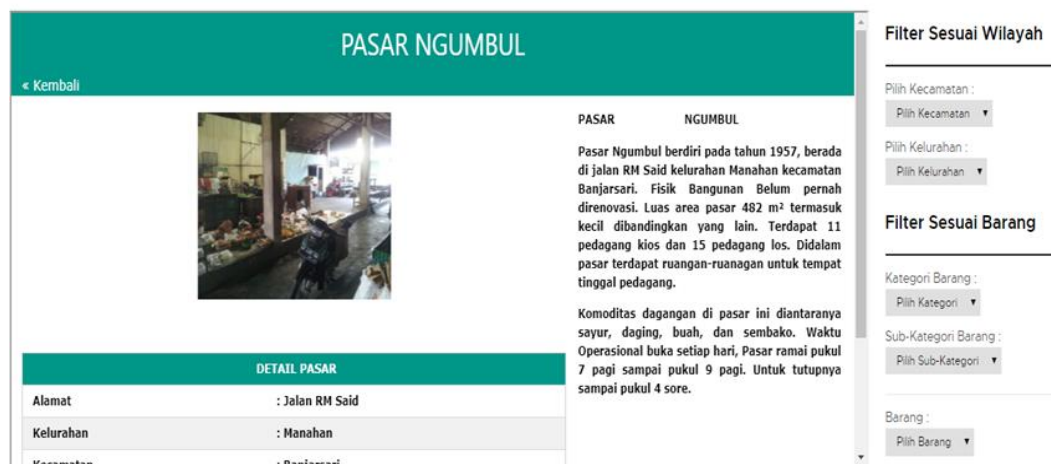 PASAR NGUMBUL
« Kembali
PASAR NGUMBUL
Pasar Ngumbul berdiri pada tahun 1957, berada
di jalan RM Said kelurahan Manahan kecamatan
Banjarsari. Fisik Bangunan Belum pernah
direnovasi. Luas area pasar 482 m² termasuk
kecil dibandingkan yang lain. Terdapat 11
pedagang kios dan 15 pedagang los. Didalam
pasar terdapat ruangan-ruanagan untuk tempat
tinggal pedagang.
Komoditas dagangan di pasar ini diantaranya
sayur, daging, buah, dan sembako. Waktu
Operasional buka setiap hari, Pasar ramai pukul
7 pagi sampai pukul 9 pagi. Untuk tutupnya
sampai pukul 4 sore.
DETAIL PASAR
Alamat : Jalan RM Said
Kelurahan : Manahan
Kecamatan : Banjarsari
Filter Sesuai Wilayah
Pilih Kecamatan :
Pilih Kecamatan ▼
Pilih Kelurahan :
Pilih Kelurahan ▼
Filter Sesuai Barang
Kategori Barang :
Pilih Kategori ▼
Sub-Kategori Barang :
Pilih Sub-Kategori ▼
Barang :
Pilih Barang ▼